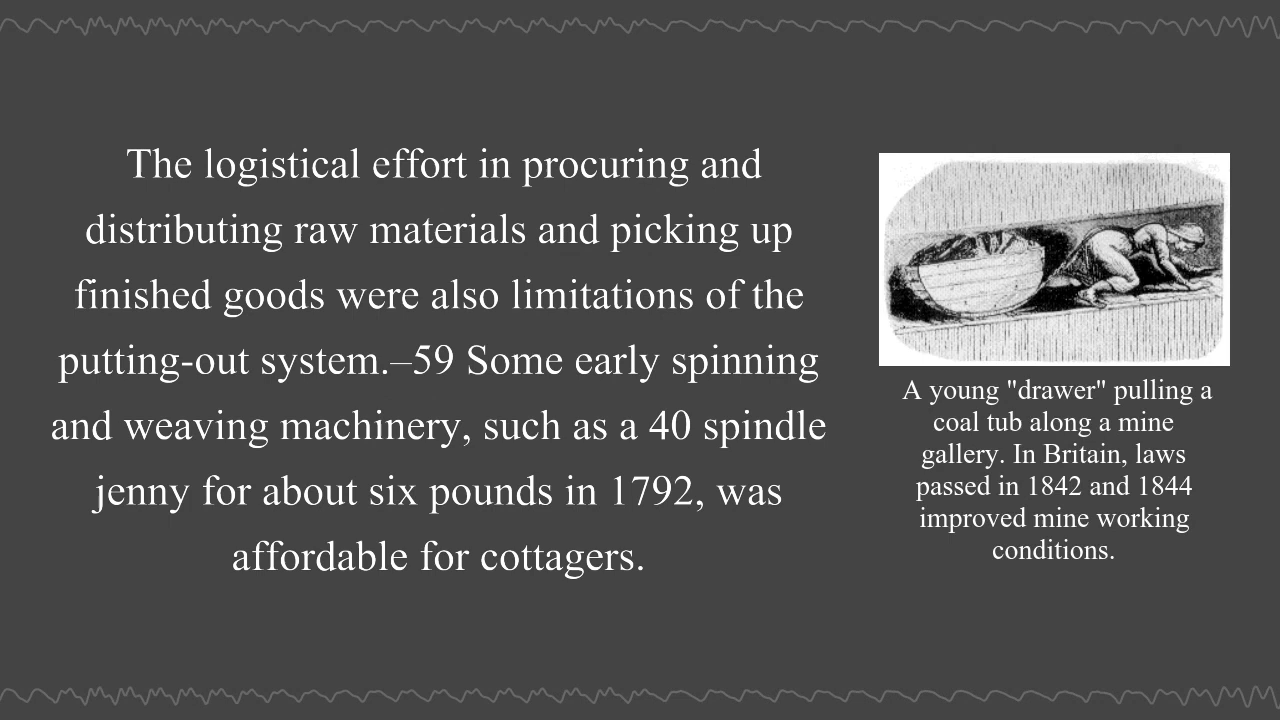 The logistical effort in procuring and
distributing raw materials and picking up
finished goods were also limitations of the
putting-out system.–59 Some early spinning
and weaving machinery, such as a 40 spindle
jenny for about six pounds in 1792, was
affordable for cottagers.
A young "drawer" pulling a
coal tub along a mine
gallery. In Britain, laws
passed in 1842 and 1844
improved mine working
conditions.